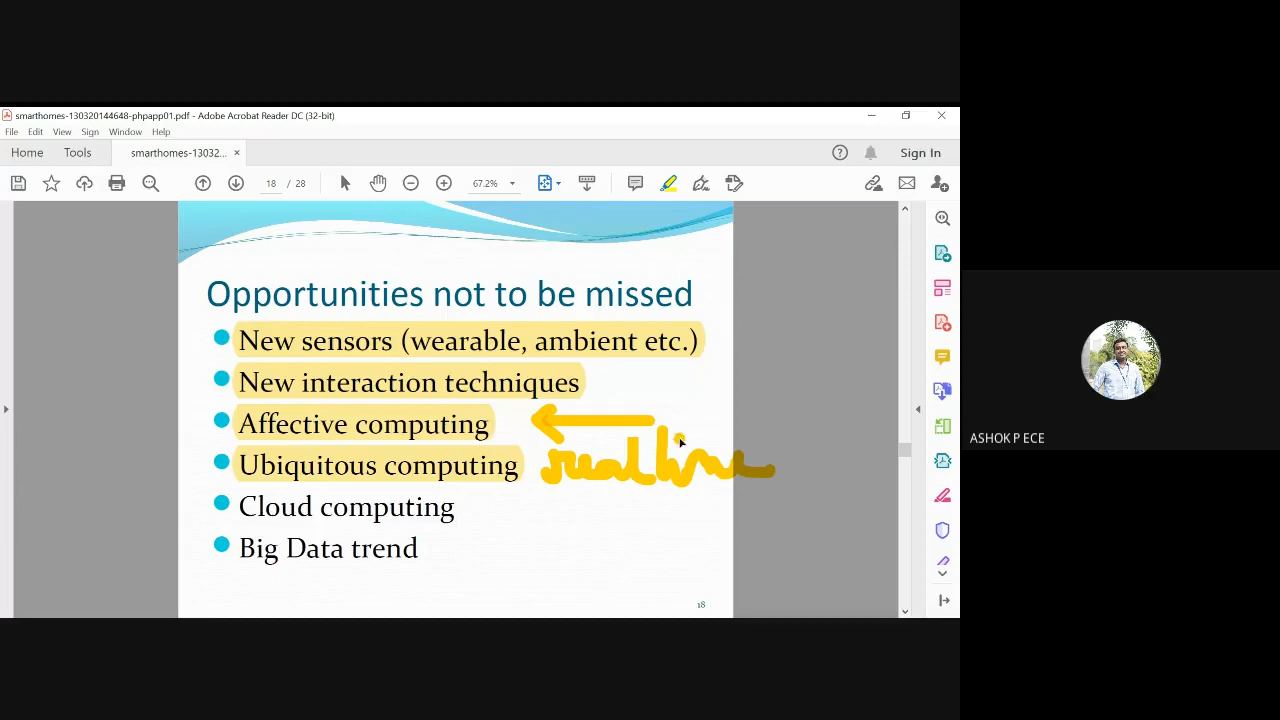 smarthomes-130320144648-phpapp01.pdf - Adobe Acrobat Reader DC (32-bit)
File Edit View Sign Window Help
Home Tools smarthomes-13032... × Sign In
18 / 28 67.2%
Opportunities not to be missed
New sensors (wearable, ambient etc.)
New interaction techniques
Affective computing
Ubiquitous computing
real time
Cloud computing
Big Data trend
18
ASHOK P ECE